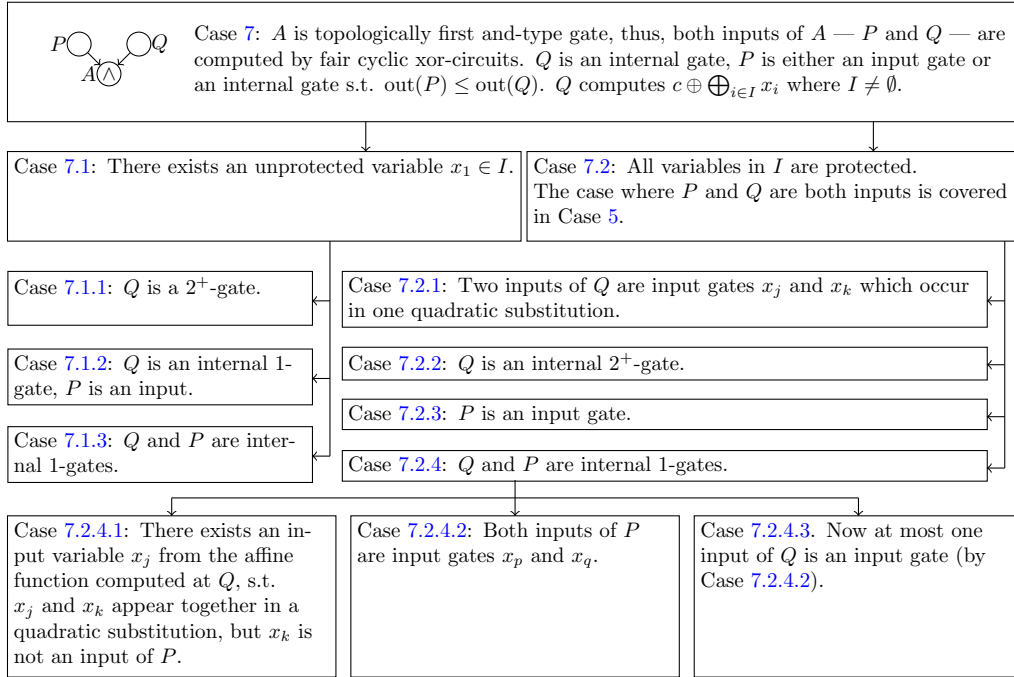 P
Q
A ∧
Case 7: A is topologically first and-type gate, thus, both inputs of A — P and Q — are
computed by fair cyclic xor-circuits. Q is an internal gate, P is either an input gate or
an internal gate s.t. out(P) ≤ out(Q). Q computes c ⊕ ⨁_{i∈I} x_i where I ≠ ∅.
Case 7.1: There exists an unprotected variable x_1 ∈ I.
Case 7.2: All variables in I are protected.
The case where P and Q are both inputs is covered
in Case 5.
Case 7.1.1: Q is a 2^+-gate.
Case 7.1.2: Q is an internal 1-
gate, P is an input.
Case 7.1.3: Q and P are inter-
nal 1-gates.
Case 7.2.1: Two inputs of Q are input gates x_j and x_k which occur
in one quadratic substitution.
Case 7.2.2: Q is an internal 2^+-gate.
Case 7.2.3: P is an input gate.
Case 7.2.4: Q and P are internal 1-gates.
Case 7.2.4.1: There exists an in-
put variable x_j from the affine
function computed at Q, s.t.
x_j and x_k appear together in a
quadratic substitution, but x_k is
not an input of P.
Case 7.2.4.2: Both inputs of P
are input gates x_p and x_q.
Case 7.2.4.3. Now at most one
input of Q is an input gate (by
Case 7.2.4.2).